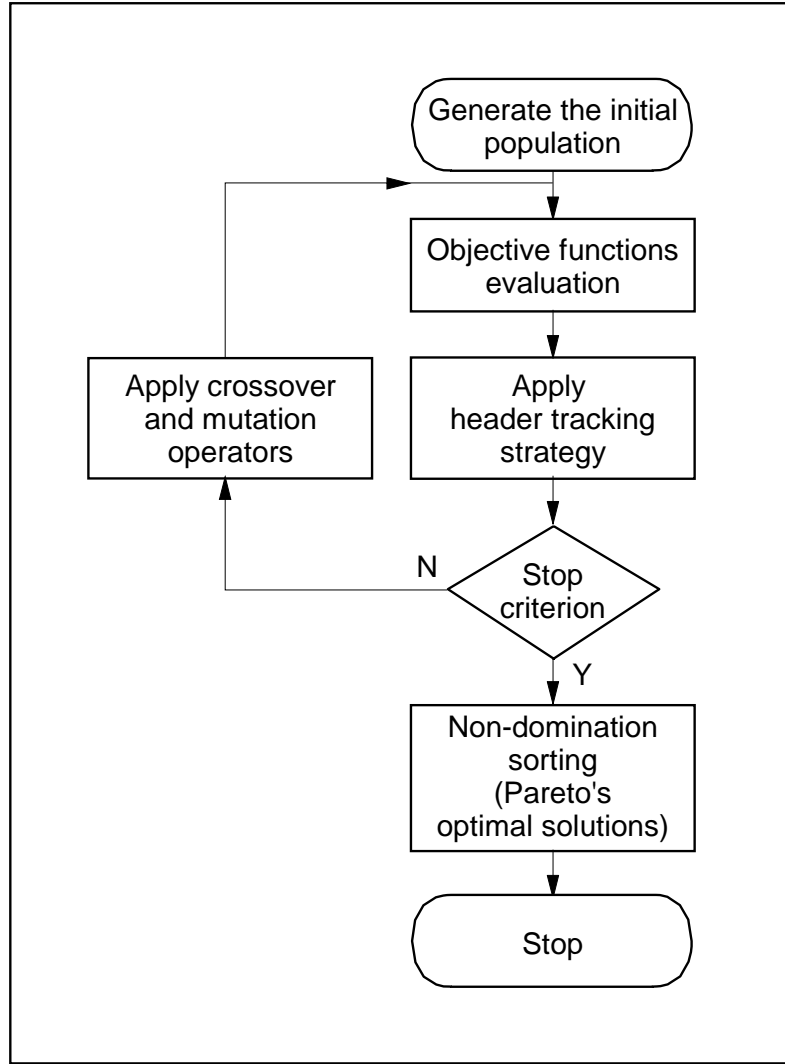 Generate the initial
population
Objective functions
evaluation
Apply crossover
and mutation
operators
Apply
header tracking
strategy
N
Stop
criterion
Y
Non-domination
sorting
(Pareto's
optimal solutions)
Stop